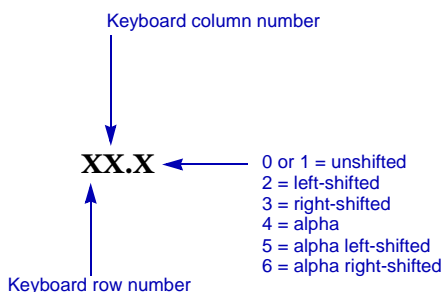 Keyboard column number
XX.X
0 or 1 = unshifted
2 = left-shifted
3 = right-shifted
4 = alpha
5 = alpha left-shifted
6 = alpha right-shifted
Keyboard row number